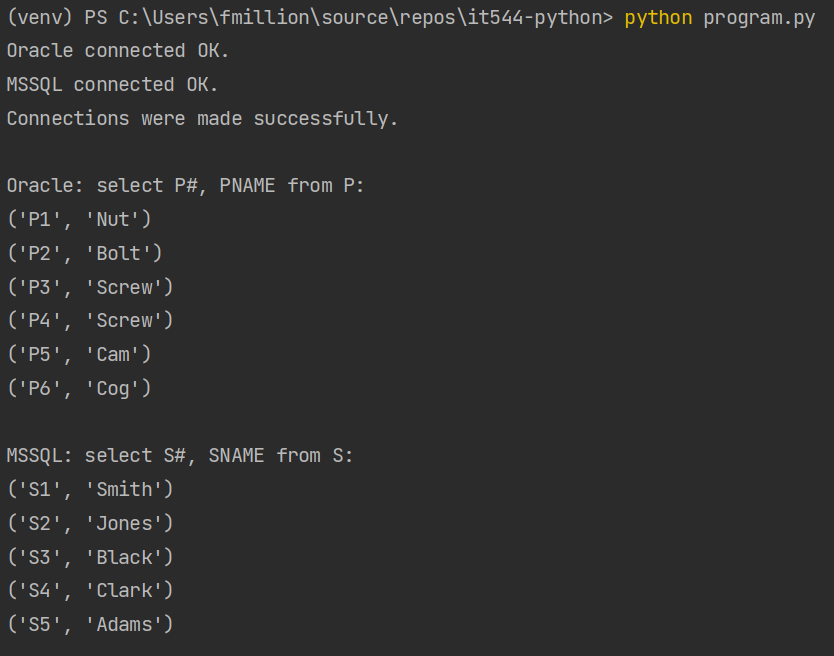 (venv) PS C:\Users\fmillion\source\repos\it544-python> python program.py
Oracle connected OK.
MSSQL connected OK.
Connections were made successfully.
Oracle: select P#, PNAME from P:
('P1', 'Nut')
('P2', 'Bolt')
('P3', 'Screw')
('P4', 'Screw')
('P5', 'Cam')
('P6', 'Cog')
MSSQL: select S#, SNAME from S:
('S1', 'Smith')
('S2', 'Jones')
('S3', 'Black')
('S4', 'Clark')
('S5', 'Adams')